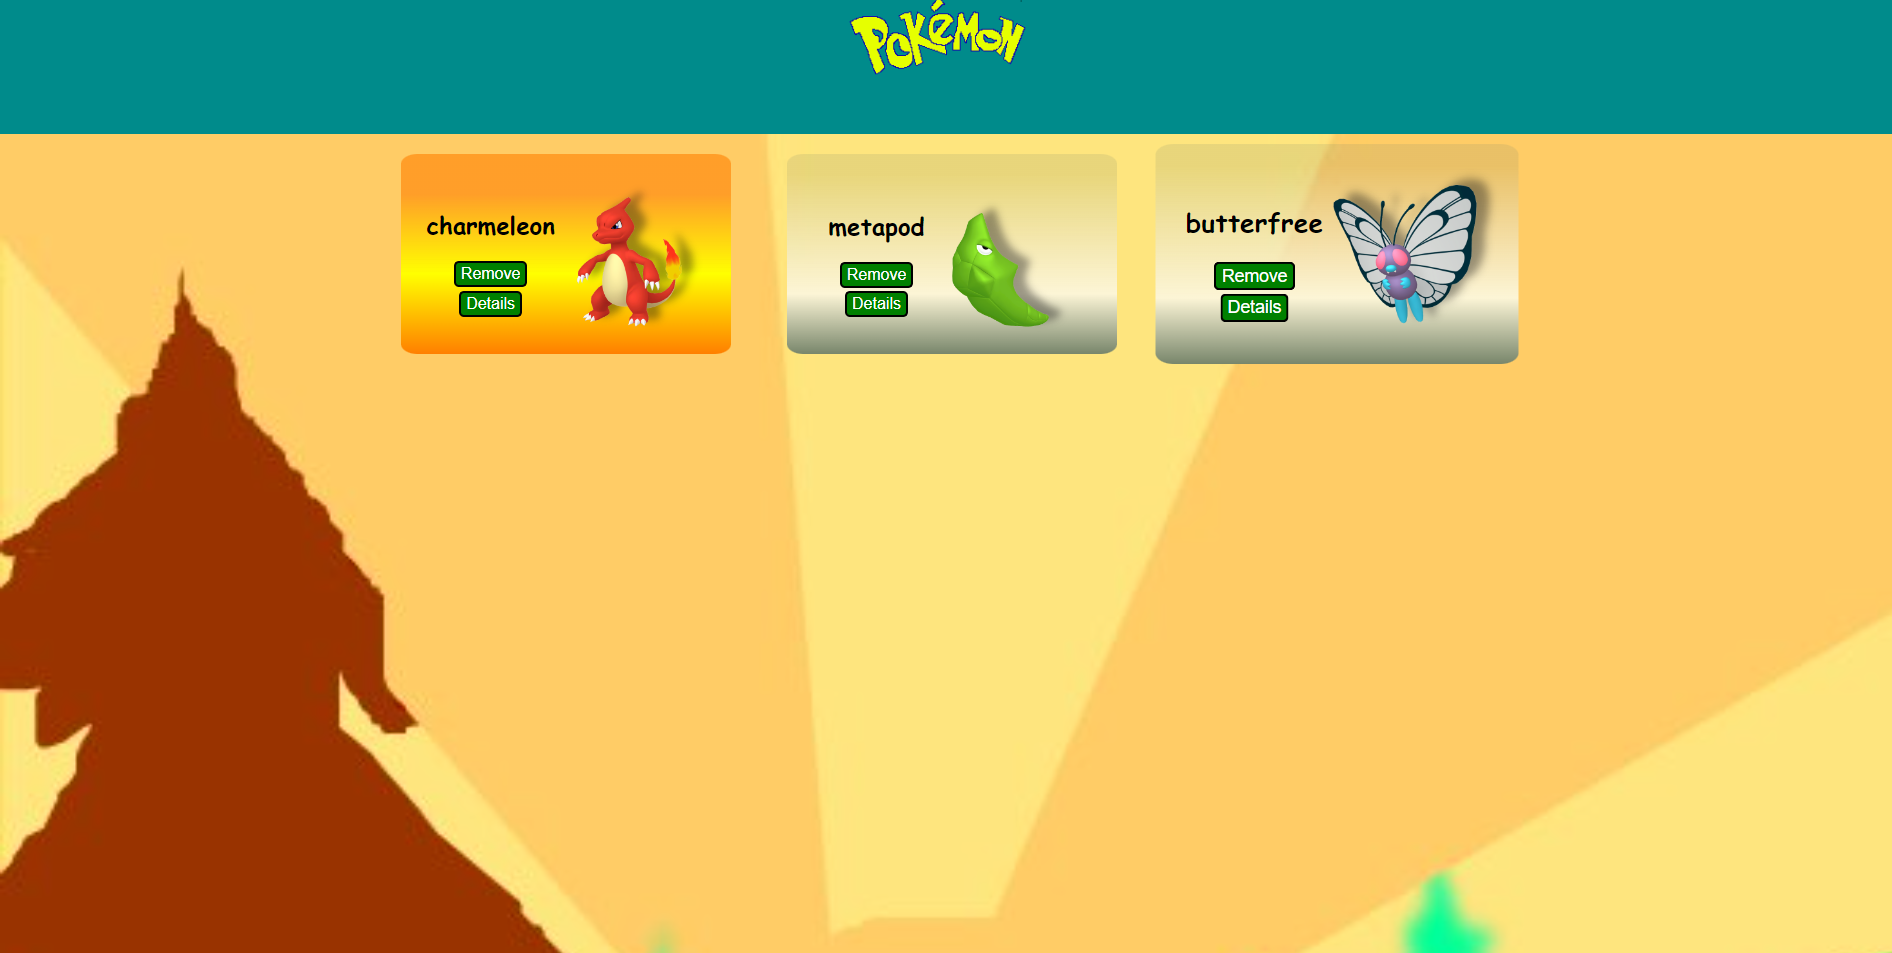 Pokémon
charmeleon
Remove
Details
metapod
Remove
Details
butterfree
Remove
Details